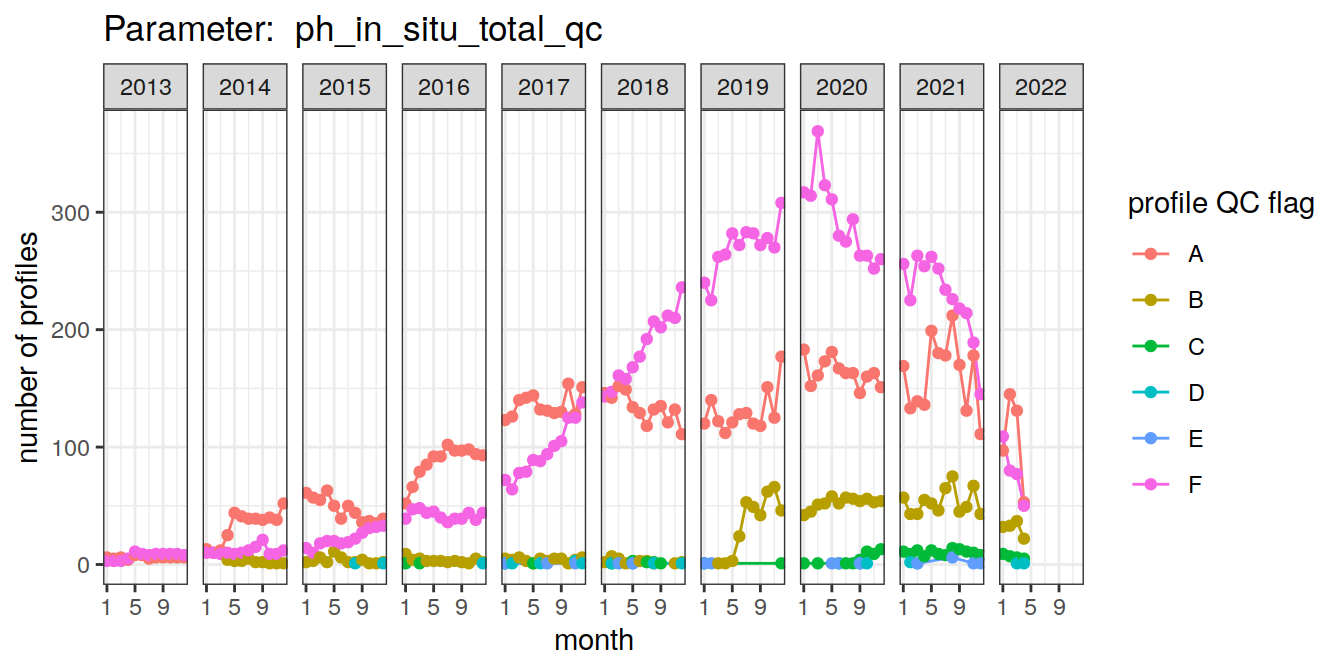 Parameter:  ph_in_situ_total_qc
2013 2014 2015 2016 2017 2018 2019 2020 2021 2022
300
200
100
0
number of profiles
1 5 9 1 5 9 1 5 9 1 5 9 1 5 9 1 5 9 1 5 9 1 5 9 1 5 9 1 5 9
month
profile QC flag
A
B
C
D
E
F